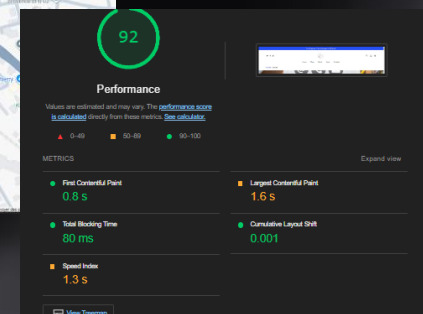 92
Performance
Values are estimated and may vary. The performance score
is calculated directly from these metrics. See calculator.
0–49
50–89
90–100
METRICS
Expand view
First Contentful Paint
0.8 s
Largest Contentful Paint
1.6 s
Total Blocking Time
80 ms
Cumulative Layout Shift
0.001
Speed Index
1.3 s
View Treemap